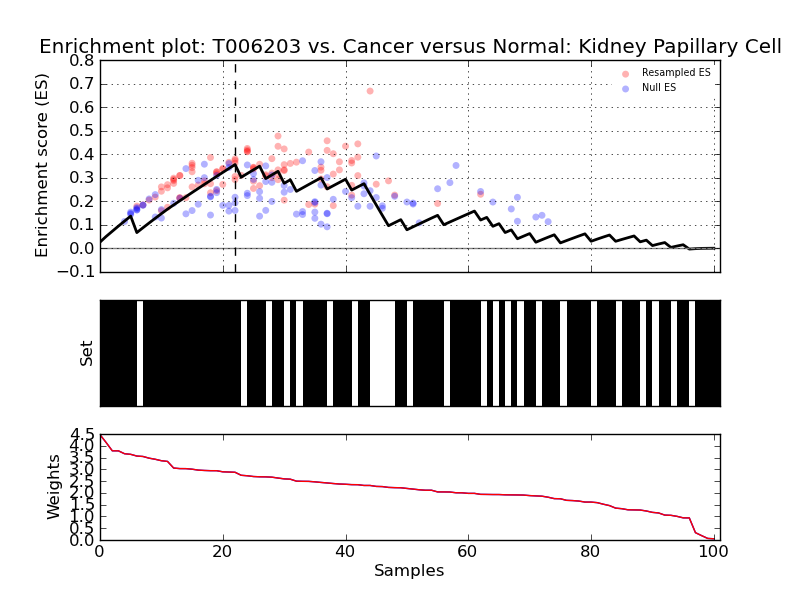 Enrichment plot: T006203 vs. Cancer versus Normal: Kidney Papillary Cell
Enrichment score (ES)
0.8
0.7
0.6
0.5
0.4
0.3
0.2
0.1
0.0
−0.1
Resampled ES
Null ES
Set
Weights
4.5
4.0
3.5
3.0
2.5
2.0
1.5
1.0
0.5
0.0
0 20 40 60 80 100
Samples